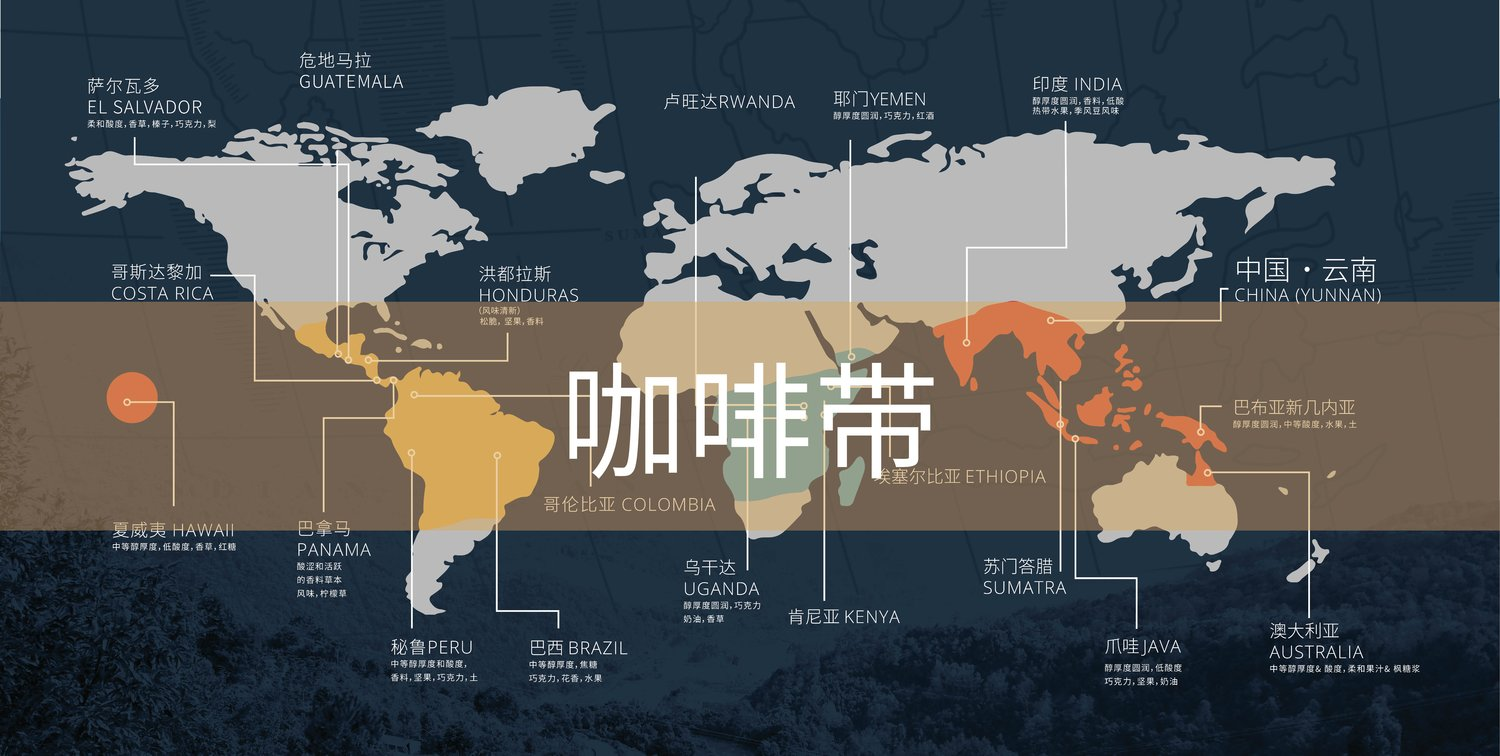 危地马拉
GUATEMALA
萨尔瓦多
EL SALVADOR
柔和酸度,香草,榛子,巧克力,梨
卢旺达RWANDA
耶门YEMEN
醇厚度圆润,巧克力,红酒
印度 INDIA
醇厚度圆润,香料,低酸
热带水果,季风豆风味
哥斯达黎加
COSTA RICA
洪都拉斯
HONDURAS
(风味清新)
松脆，坚果,香料
中国・云南
CHINA (YUNNAN)
咖啡带
巴布亚新几内亚
醇厚度圆润,中等酸度,水果,土
埃塞尔比亚 ETHIOPIA
哥伦比亚 COLOMBIA
夏威夷 HAWAII
中等醇厚度,低酸度,香草,红糖
巴拿马
PANAMA
酸涩和活跃
的香料草本
风味,柠檬草
乌干达
UGANDA
醇厚度圆润,巧克力
奶油,香草
肯尼亚 KENYA
苏门答腊
SUMATRA
秘鲁PERU
中等醇厚度和酸度,
香料,坚果,巧克力,土
巴西 BRAZIL
中等醇厚度,焦糖
巧克力,花香,水果
爪哇 JAVA
醇厚度圆润,低酸度
巧克力,坚果,奶油
澳大利亚
AUSTRALIA
中等醇厚度& 酸度,柔和果汁& 枫糖浆